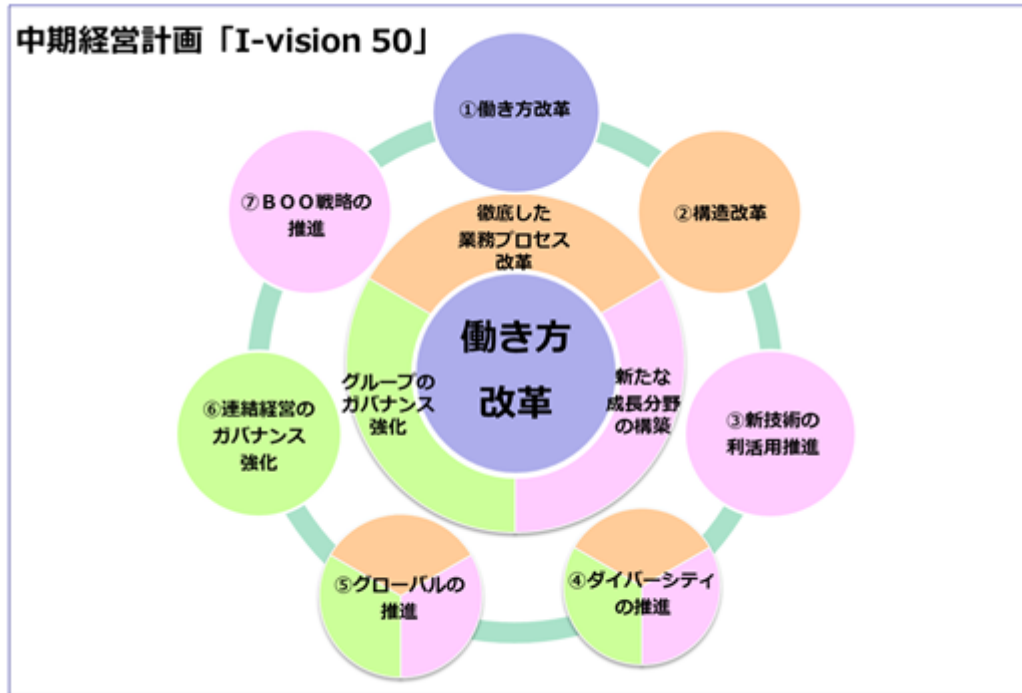 中期経営計画「I-vision 50」
①働き方改革
②構造改革
③新技術の
利活用推進
④ダイバーシティ
の推進
⑤グローバルの
推進
⑥連結経営の
ガバナンス
強化
⑦ＢＯＯ戦略の
推進
徹底した
業務プロセス
改革
新たな
成長分野
の構築
グループの
ガバナンス
強化
働き方
改革